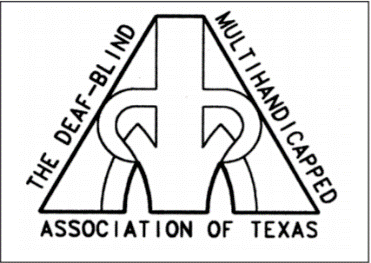 THE DEAF-BLIND
MULTIHANDICAPPED
ASSOCIATION OF TEXAS